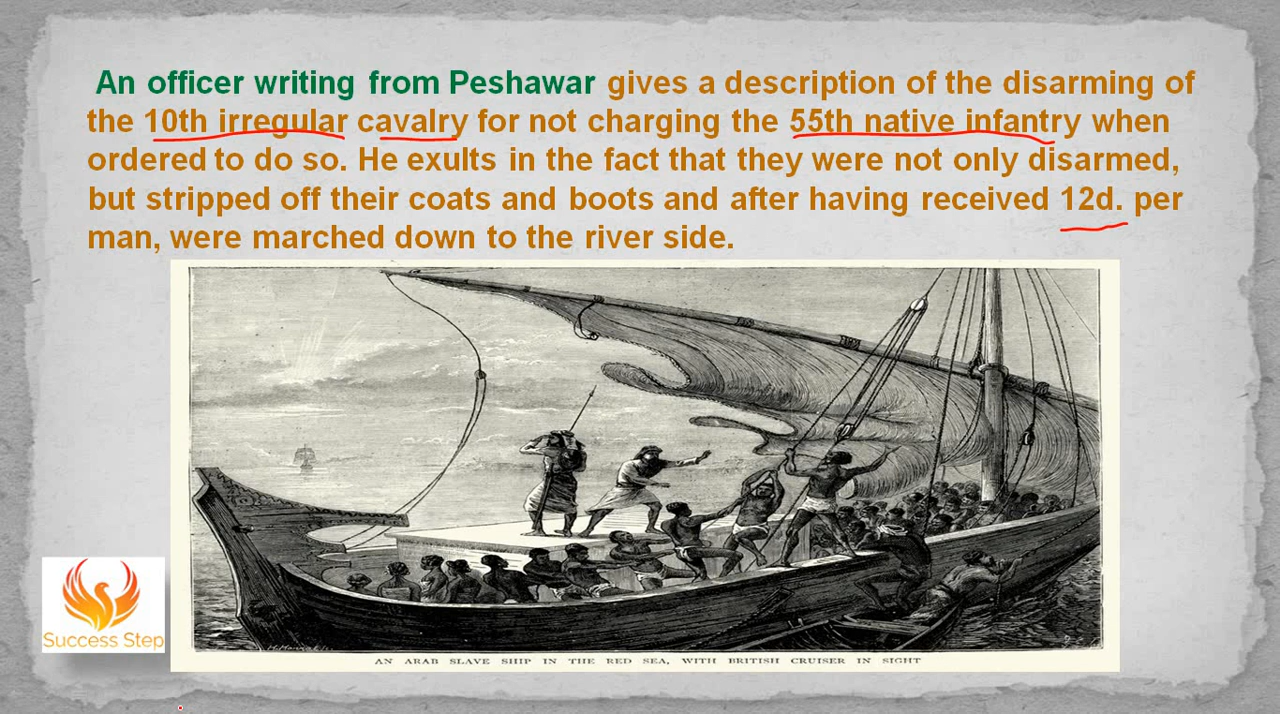 An officer writing from Peshawar gives a description of the disarming of
the 10th irregular cavalry for not charging the 55th native infantry when
ordered to do so. He exults in the fact that they were not only disarmed,
but stripped off their coats and boots and after having received 12d. per
man, were marched down to the river side.
Success Step
AN ARAB SLAVE SHIP IN THE RED SEA, WITH BRITISH CRUISER IN SIGHT